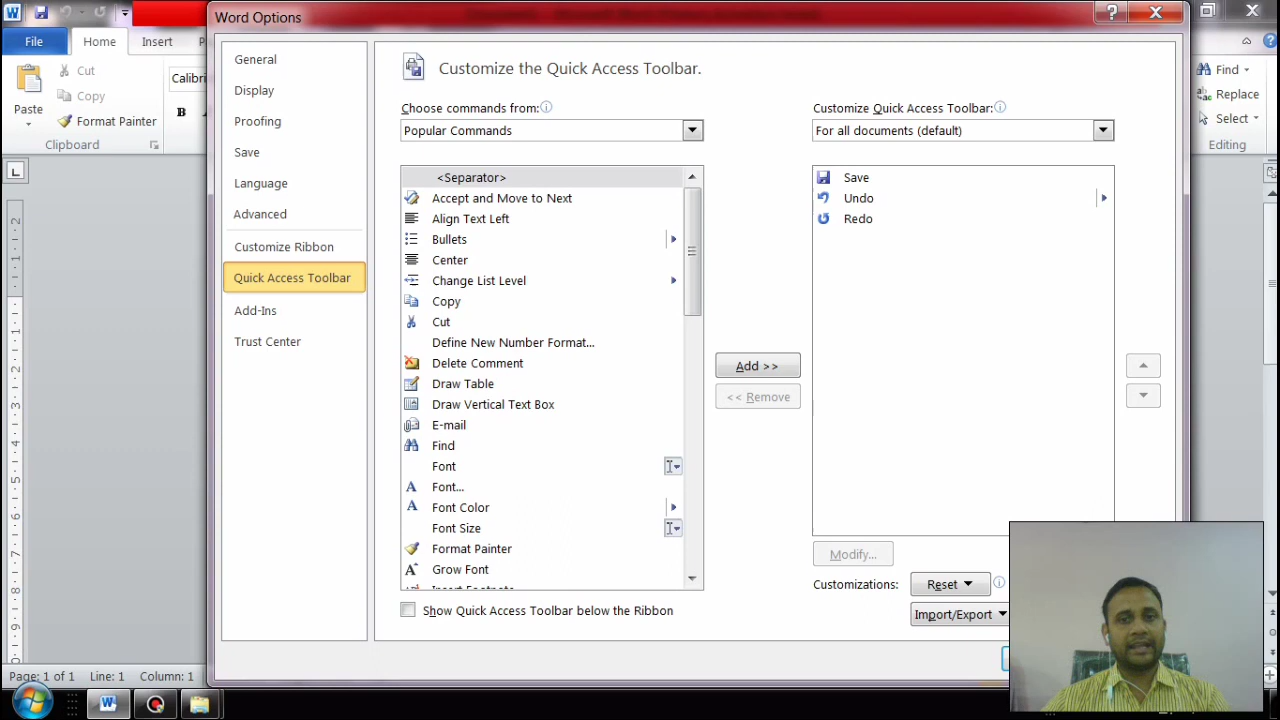 Word Options
File
Home
Insert
P
Cut
Copy
Paste
Format Painter
Clipboard
Calibri
B
Find
Replace
Select
Editing
General
Display
Proofing
Save
Language
Advanced
Customize Ribbon
Quick Access Toolbar
Add-Ins
Trust Center
Customize the Quick Access Toolbar.
Choose commands from:
Popular Commands
<Separator>
Accept and Move to Next
Align Text Left
Bullets
Center
Change List Level
Copy
Cut
Define New Number Format...
Delete Comment
Draw Table
Draw Vertical Text Box
E-mail
Find
Font
Font...
Font Color
Font Size
Format Painter
Grow Font
Insert Footnote
Show Quick Access Toolbar below the Ribbon
Add >>
<< Remove
Customize Quick Access Toolbar:
For all documents (default)
Save
Undo
Redo
Modify...
Customizations:
Reset
Import/Export
Page: 1 of 1
Line: 1
Column: 1